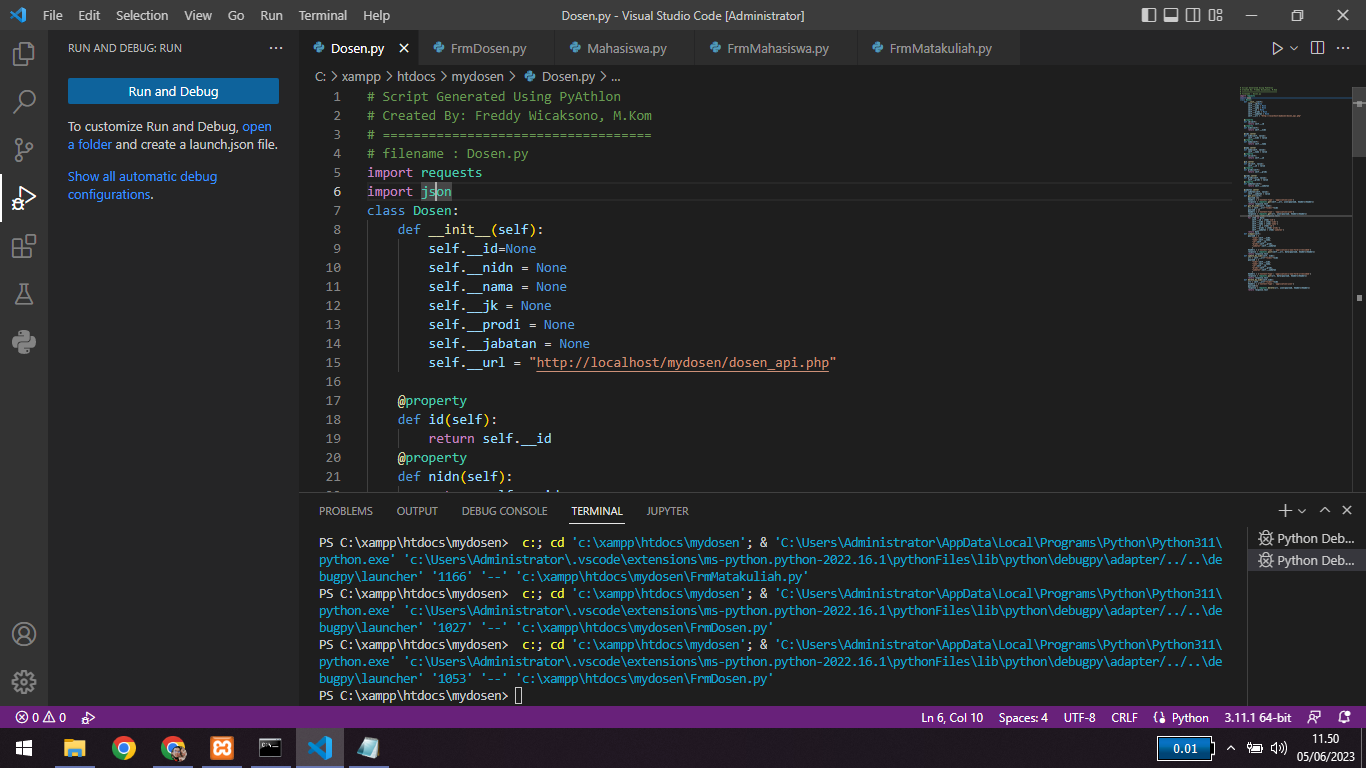 File Edit Selection View Go Run Terminal Help Dosen.py - Visual Studio Code [Administrator]
RUN AND DEBUG: RUN ...
Run and Debug
To customize Run and Debug, open
a folder and create a launch.json file.
Show all automatic debug
configurations.
Dosen.py FrmDosen.py Mahasiswa.py FrmMahasiswa.py FrmMatakuliah.py
C: > xampp > htdocs > mydosen > Dosen.py > ...
1 # Script Generated Using PyAthlon
2 # Created By: Freddy Wicaksono, M.Kom
3 # ===================================
4 # filename : Dosen.py
5 import requests
6 import json
7 class Dosen:
8 def __init__(self):
9 self.__id=None
10 self.__nidn = None
11 self.__nama = None
12 self.__jk = None
13 self.__prodi = None
14 self.__jabatan = None
15 self.__url = "http://localhost/mydosen/dosen_api.php"
16
17 @property
18 def id(self):
19 return self.__id
20 @property
21 def nidn(self):
PROBLEMS OUTPUT DEBUG CONSOLE TERMINAL JUPYTER
PS C:\xampp\htdocs\mydosen> c:; cd 'c:\xampp\htdocs\mydosen'; & 'C:\Users\Administrator\AppData\Local\Programs\Python\Python311\
python.exe' 'c:\Users\Administrator\.vscode\extensions\ms-python.python-2022.16.1\pythonFiles\lib\python\debugpy\adapter/../..\de
bugpy\launcher' '1166' '--' 'c:\xampp\htdocs\mydosen\FrmMatakuliah.py'
PS C:\xampp\htdocs\mydosen> c:; cd 'c:\xampp\htdocs\mydosen'; & 'C:\Users\Administrator\AppData\Local\Programs\Python\Python311\
python.exe' 'c:\Users\Administrator\.vscode\extensions\ms-python.python-2022.16.1\pythonFiles\lib\python\debugpy\adapter/../..\de
bugpy\launcher' '1027' '--' 'c:\xampp\htdocs\mydosen\FrmDosen.py'
PS C:\xampp\htdocs\mydosen> c:; cd 'c:\xampp\htdocs\mydosen'; & 'C:\Users\Administrator\AppData\Local\Programs\Python\Python311\
python.exe' 'c:\Users\Administrator\.vscode\extensions\ms-python.python-2022.16.1\pythonFiles\lib\python\debugpy\adapter/../..\de
bugpy\launcher' '1053' '--' 'c:\xampp\htdocs\mydosen\FrmDosen.py'
PS C:\xampp\htdocs\mydosen>
Python Deb...
Python Deb...
0 0 Ln 6, Col 10 Spaces: 4 UTF-8 CRLF Python 3.11.1 64-bit
0.01
11.50
05/06/2023